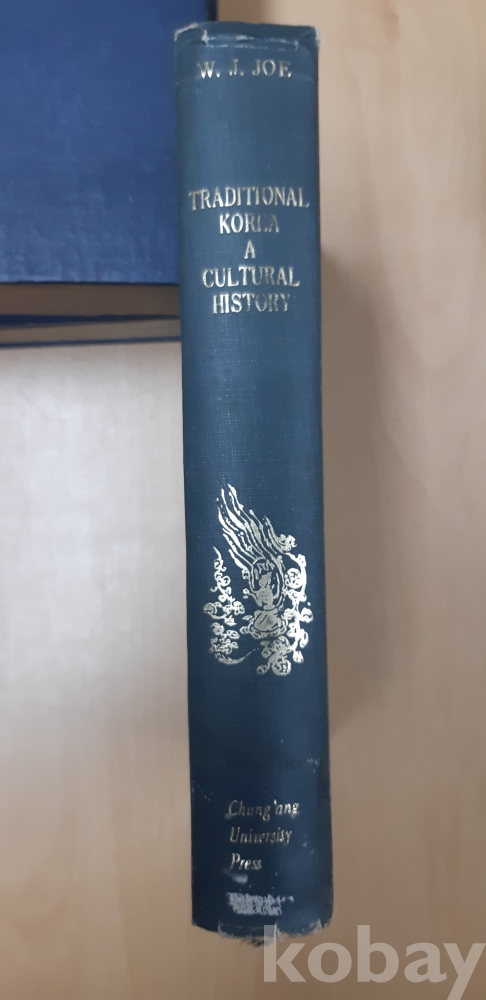 W. J. JOE
TRADITIONAL
KOREA
A
CULTURAL
HISTORY
Chung'ang
University
Press
kobay